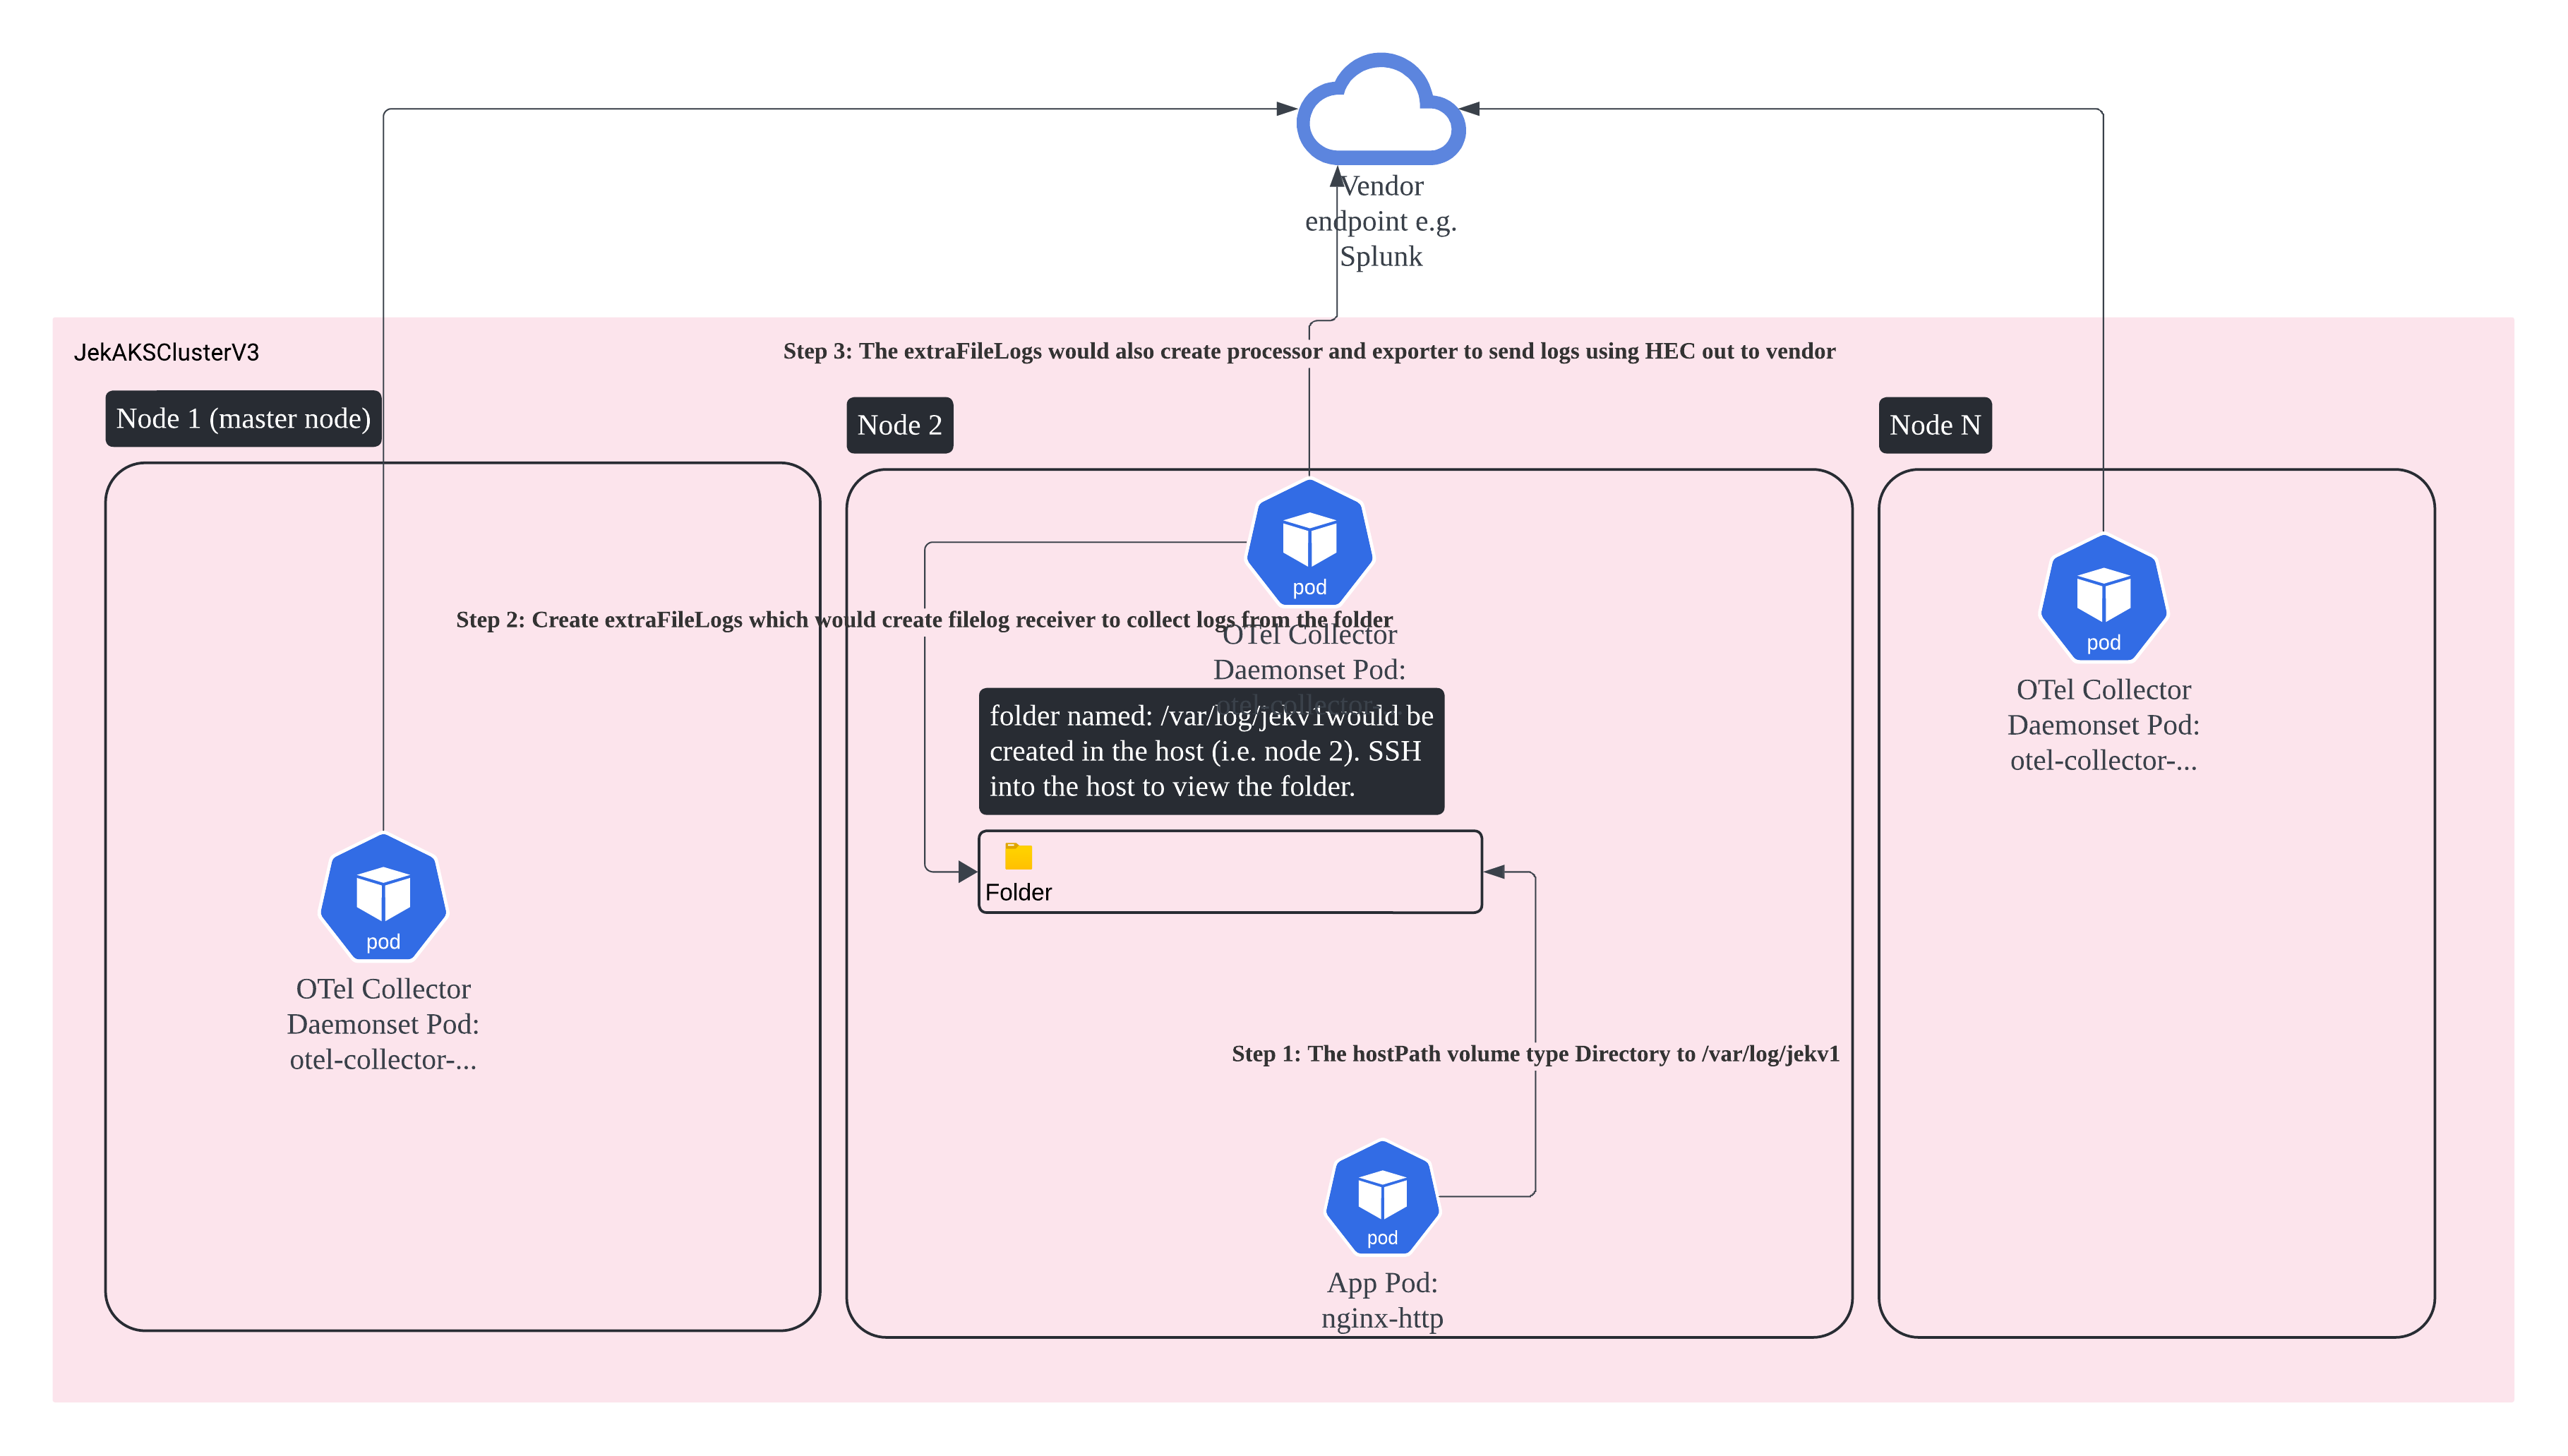 Vendor
endpoint e.g.
Splunk
JekAKSClusterV3
Step 3: The extraFileLogs would also create processor and exporter to send logs using HEC out to vendor
Node 1 (master node)
Node 2
Node N
pod
pod
Step 2: Create extraFileLogs which would create filelog receiver to collect logs from the folder
OTel Collector
Daemonset Pod:
otel-collector-...
OTel Collector
Daemonset Pod:
otel-collector-...
folder named: /var/log/jekv1would be
created in the host (i.e. node 2). SSH
into the host to view the folder.
Folder
pod
OTel Collector
Daemonset Pod:
otel-collector-...
Step 1: The hostPath volume type Directory to /var/log/jekv1
pod
App Pod:
nginx-http